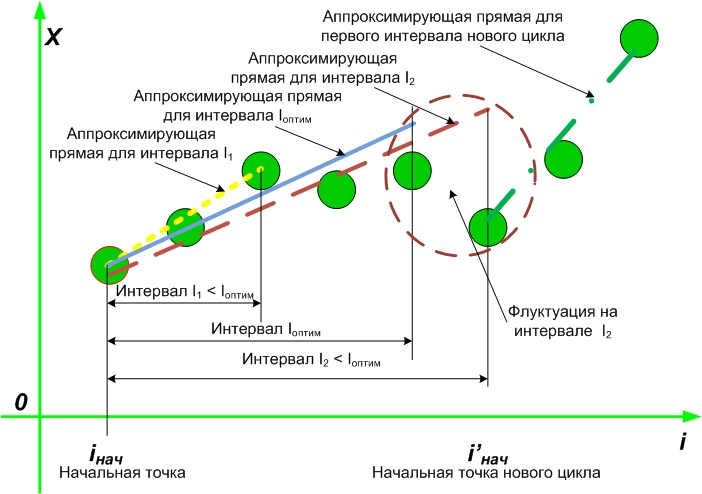 X
Аппроксимирующая прямая для
первого интервала нового цикла
Аппроксимирующая
прямая для интервала I2
Аппроксимирующая прямая
для интервала Iоптим
Аппроксимирующая
прямая для интервала I1
Интервал I1 < Iоптим
Интервал Iоптим
Интервал I2 < Iоптим
Флуктуация на
интервале I2
0
i
iнач
i’нач
Начальная точка
Начальная точка нового цикла